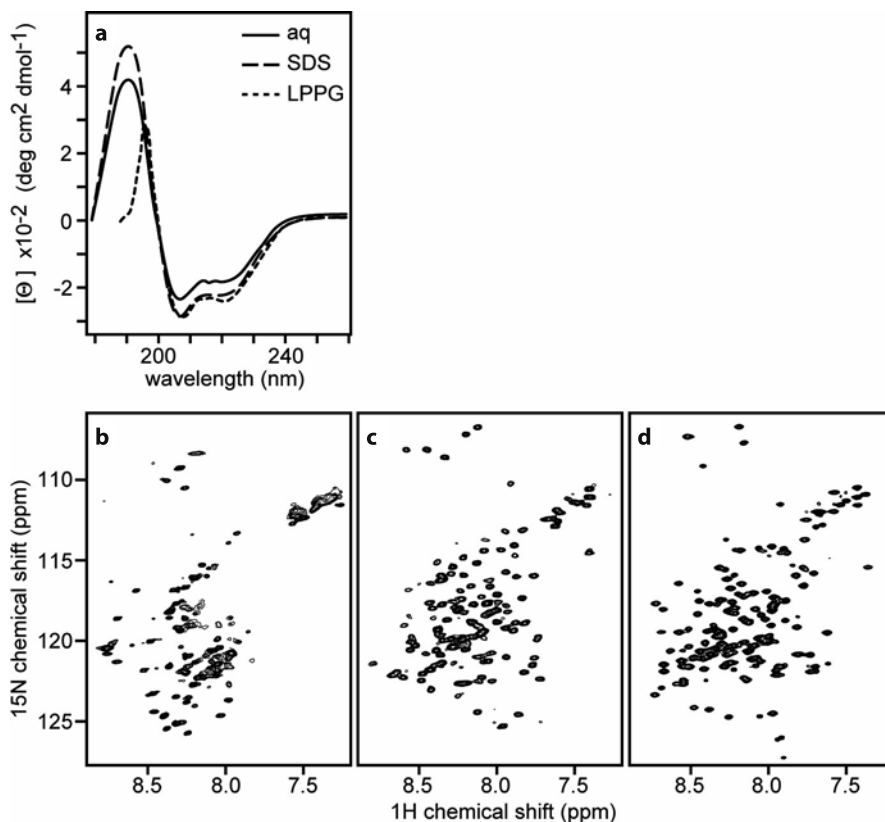 a
aq
SDS
LPPG
4
2
0
-2
[Θ] x10-2 (deg cm2 dmol-1)
200
240
wavelength (nm)
b
c
d
110
115
120
125
15N chemical shift (ppm)
8.5
8.0
7.5
8.5
8.0
7.5
8.5
8.0
7.5
1H chemical shift (ppm)